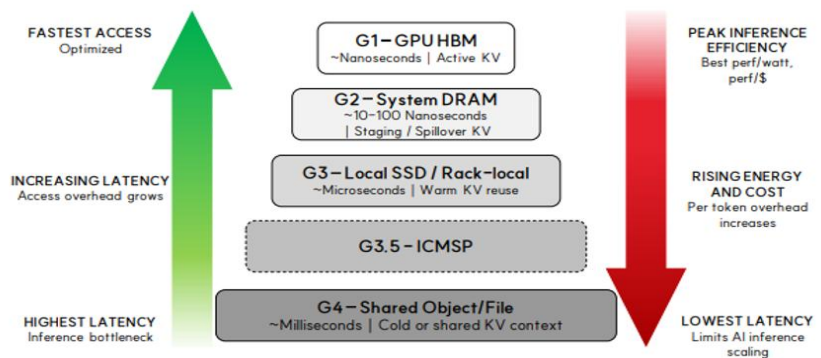 FASTEST ACCESS
Optimized
G1—GPU HBM
~Nanoseconds | Active KV
PEAK INFERENCE
EFFICIENCY
Best perf/watt,
perf/$
G2—System DRAM
~10-100 Nanoseconds
| Staging / Spillover KV
INCREASING LATENCY
Access overhead grows
G3—Local SSD / Rack-local
~Microseconds | Warm KV reuse
RISING ENERGY
AND COST
Per token overhead
increases
G3.5 - ICMSP
HIGHEST LATENCY
Inference bottleneck
G4—Shared Object/File
~Milliseconds | Cold or shared KV context
LOWEST LATENCY
Limits AI inference
scaling